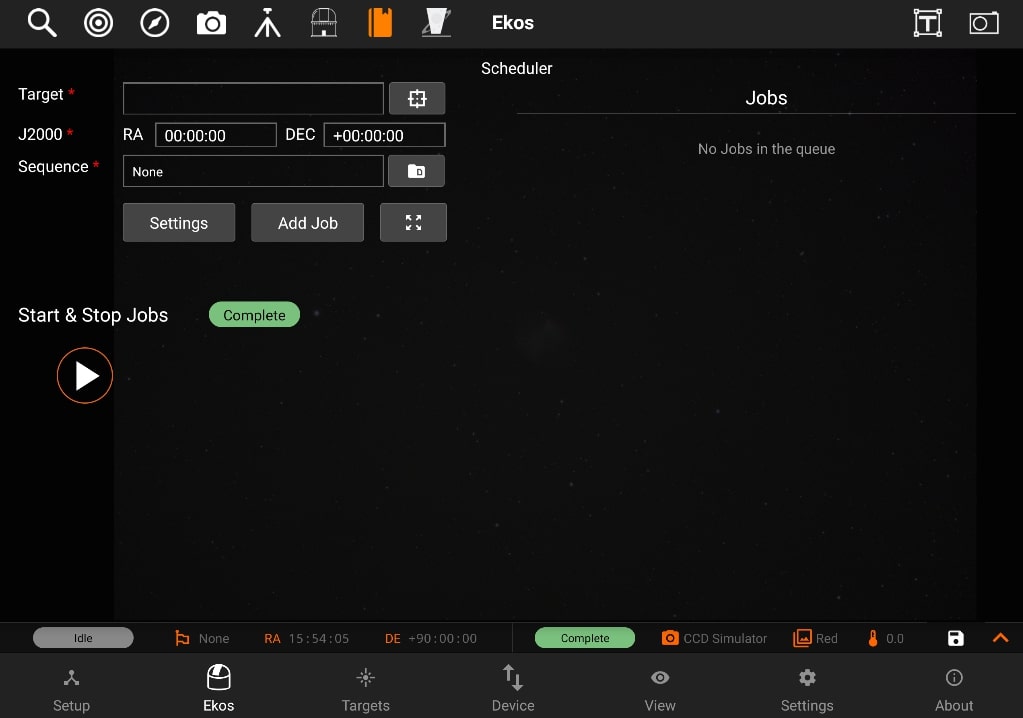 Ekos
T
Scheduler
Target *
Jobs
J2000 *
RA 00:00:00 DEC +00:00:00
No Jobs in the queue
Sequence *
None
Settings Add Job
Start & Stop Jobs Complete
Idle None RA 15:54:05 DE +90:00:00 Complete CCD Simulator Red 0.0
Setup Ekos Targets Device View Settings About